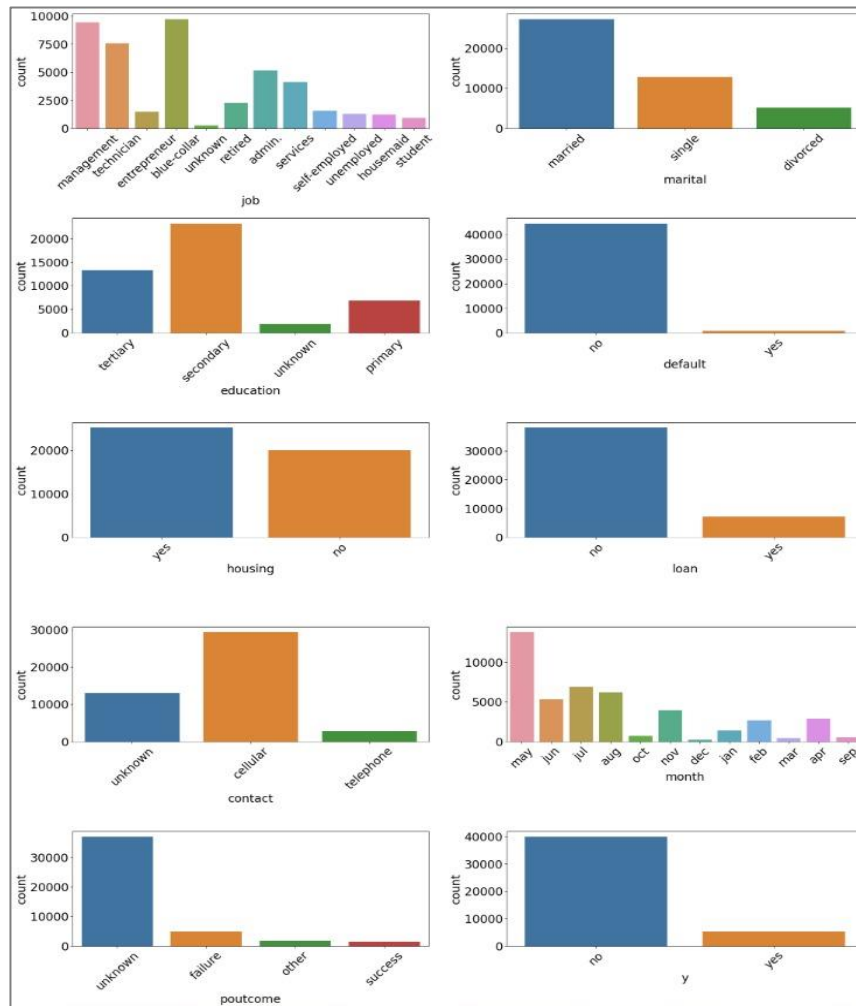 10000
7500
5000
2500
0
count
management
technician
entrepreneur
blue-collar
unknown
retired
admin.
services
self-employed
unemployed
housemaid
student
job
20000
10000
0
count
married
single
divorced
marital
20000
15000
10000
5000
0
count
tertiary
secondary
unknown
primary
education
40000
30000
20000
10000
0
count
no
yes
default
20000
10000
0
count
yes
no
housing
30000
20000
10000
0
count
no
yes
loan
30000
20000
10000
0
count
unknown
cellular
telephone
contact
10000
5000
0
count
may
jun
jul
aug
oct
nov
dec
jan
feb
mar
apr
sep
month
30000
20000
10000
0
count
unknown
failure
other
success
poutcome
40000
30000
20000
10000
0
count
no
yes
y